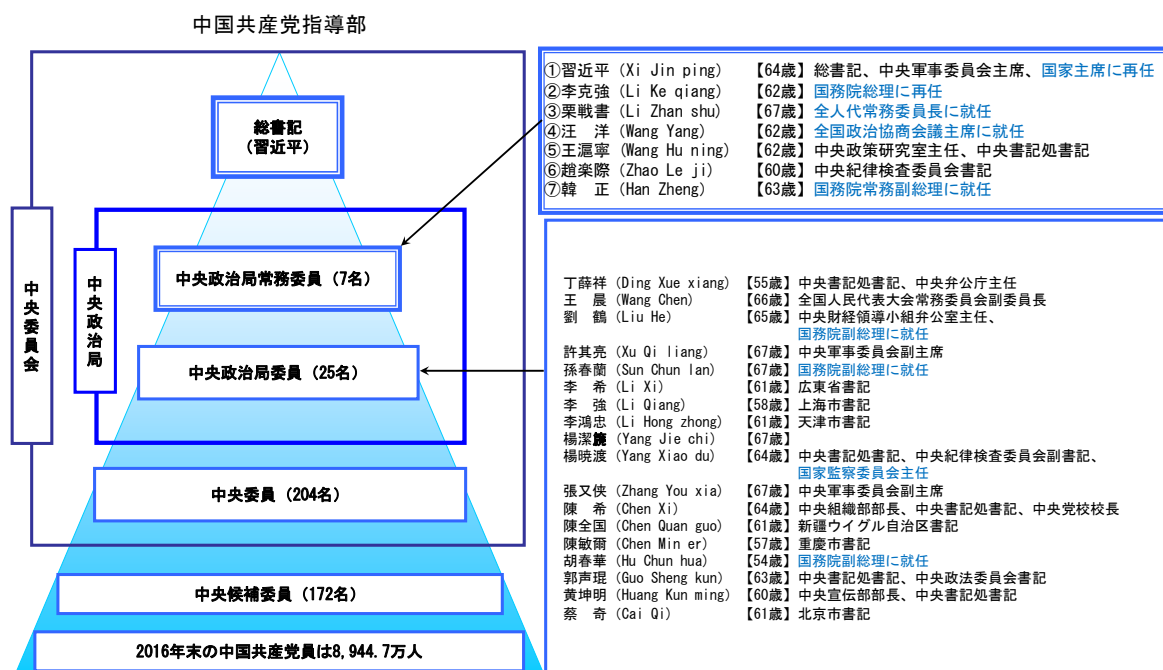 中国共産党指導部
総書記
(習近平)
中央政治局常務委員 (7名)
中央政治局委員 (25名)
中央委員 (204名)
中央候補委員 (172名)
2016年末の中国共産党員は8,944.7万人
中央委員会
中央政治局
①習近平 (Xi Jin ping) 【64歳】 総書記、中央軍事委員会主席、国家主席に再任
②李克強 (Li Ke qiang) 【62歳】 国務院総理に再任
③栗戦書 (Li Zhan shu) 【67歳】 全人代常務委員長に就任
④汪 洋 (Wang Yang) 【62歳】 全国政治協商会議主席に就任
⑤王滬寧 (Wang Hu ning) 【62歳】 中央政策研究室主任、中央書記処書記
⑥趙楽際 (Zhao Le ji) 【60歳】 中央紀律検査委員会書記
⑦韓 正 (Han Zheng) 【63歳】 国務院常務副総理に就任
丁薛祥 (Ding Xue xiang) 【55歳】 中央書記処書記、中央弁公庁主任
王 晨 (Wang Chen) 【66歳】 全国人民代表大会常務委員会副委員長
劉 鶴 (Liu He) 【65歳】 中央財経領導小組弁公室主任、
国務院副総理に就任
許其亮 (Xu Qi liang) 【67歳】 中央軍事委員会副主席
孫春蘭 (Sun Chun lan) 【67歳】 国務院副総理に就任
李 希 (Li Xi) 【61歳】 広東省書記
李 強 (Li Qiang) 【58歳】 上海市書記
李鴻忠 (Li Hong zhong) 【61歳】 天津市書記
楊潔篪 (Yang Jie chi) 【67歳】
楊暁渡 (Yang Xiao du) 【64歳】 中央書記処書記、中央紀律検査委員会副書記、
国家監察委員会主任
張又侠 (Zhang You xia) 【67歳】 中央軍事委員会副主席
陳 希 (Chen Xi) 【64歳】 中央組織部部長、中央書記処書記、中央党校校長
陳全国 (Chen Quan guo) 【61歳】 新疆ウイグル自治区書記
陳敏爾 (Chen Min er) 【57歳】 重慶市書記
胡春華 (Hu Chun hua) 【54歳】 国務院副総理に就任
郭声琨 (Guo Sheng kun) 【63歳】 中央書記処書記、中央政法委員会書記
黄坤明 (Huang Kun ming) 【60歳】 中央宣伝部部長、中央書記処書記
蔡 奇 (Cai Qi) 【61歳】 北京市書記